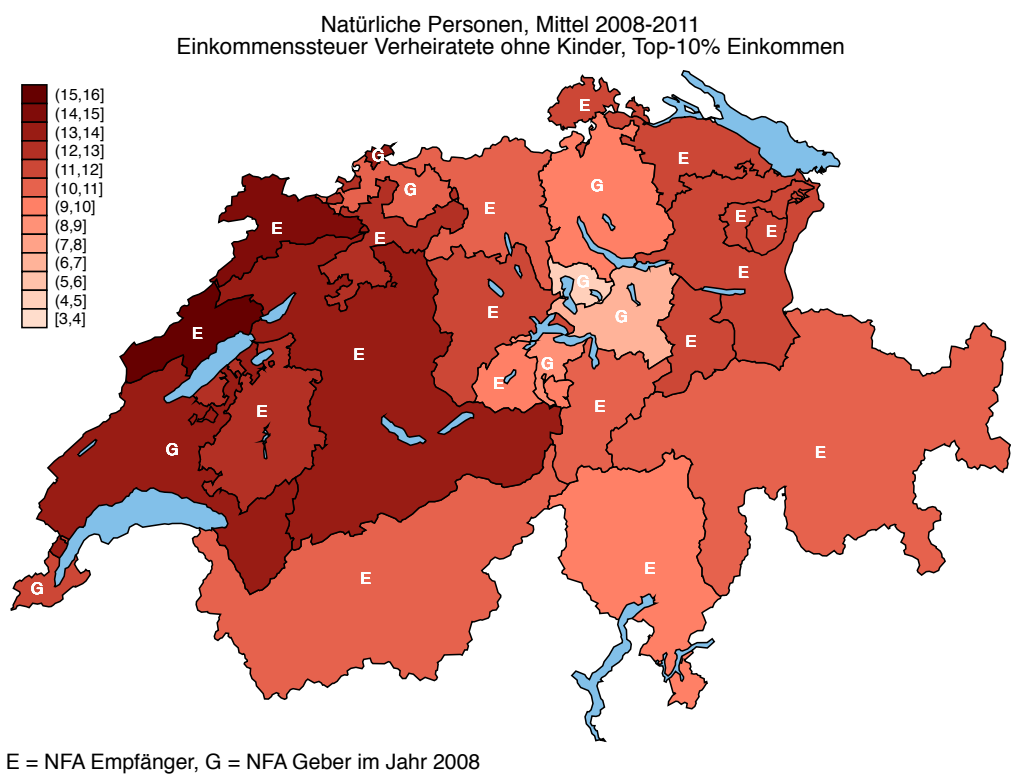 Natürliche Personen, Mittel 2008-2011
Einkommenssteuer Verheiratete ohne Kinder, Top-10% Einkommen
(15,16]
(14,15]
(13,14]
(12,13]
(11,12]
(10,11]
(9,10]
(8,9]
(7,8]
(6,7]
(5,6]
(4,5]
[3,4]
E
G
E
G
G
E
E
E
E
E
E
E
G
E
G
E
E
E
G
E
E
E
G
E
E
G
E
E = NFA Empfänger, G = NFA Geber im Jahr 2008